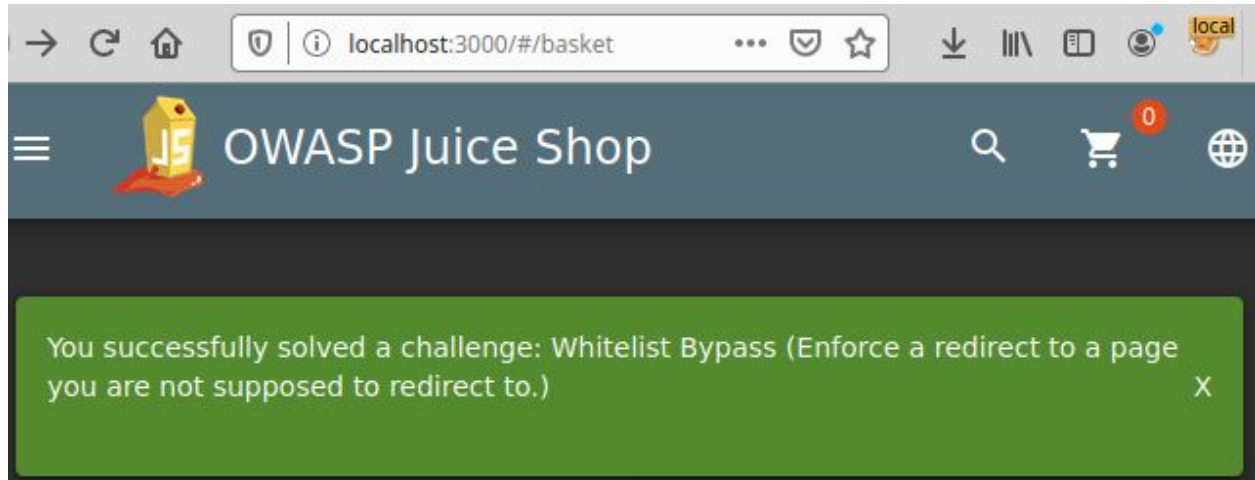 local
localhost:3000/#/basket
JS
OWASP Juice Shop
0
You successfully solved a challenge: Whitelist Bypass (Enforce a redirect to a page
you are not supposed to redirect to.)
X